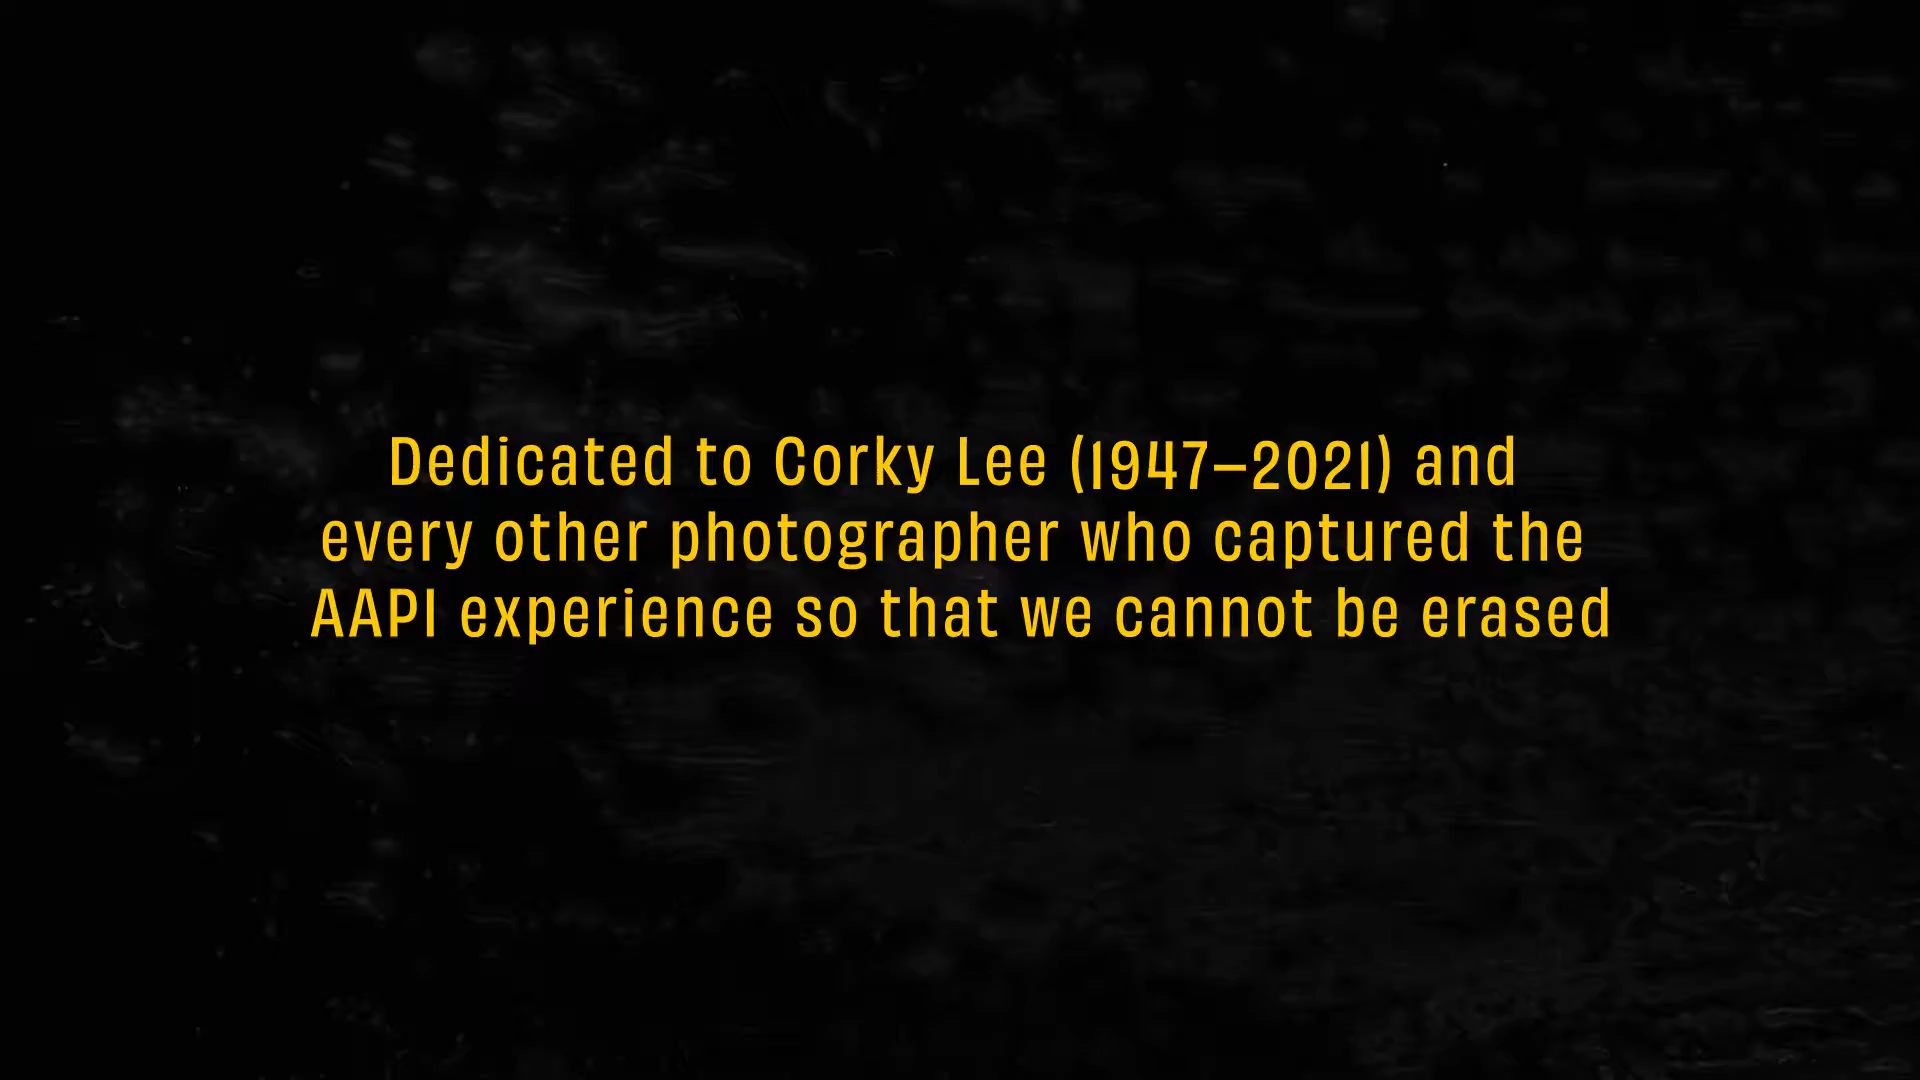 Dedicated to Corky Lee (1947–2021) and
every other photographer who captured the
AAPI experience so that we cannot be erased